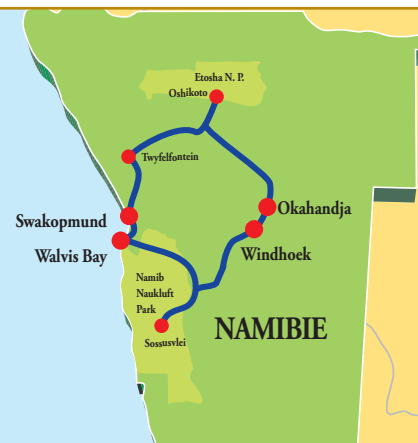 Etosha N. P.
Oshikoto
Twyfelfontein
Okahandja
Swakopmund
Walvis Bay
Windhoek
Namib
Naukluft
Park
NAMIBIE
Sossusvlei